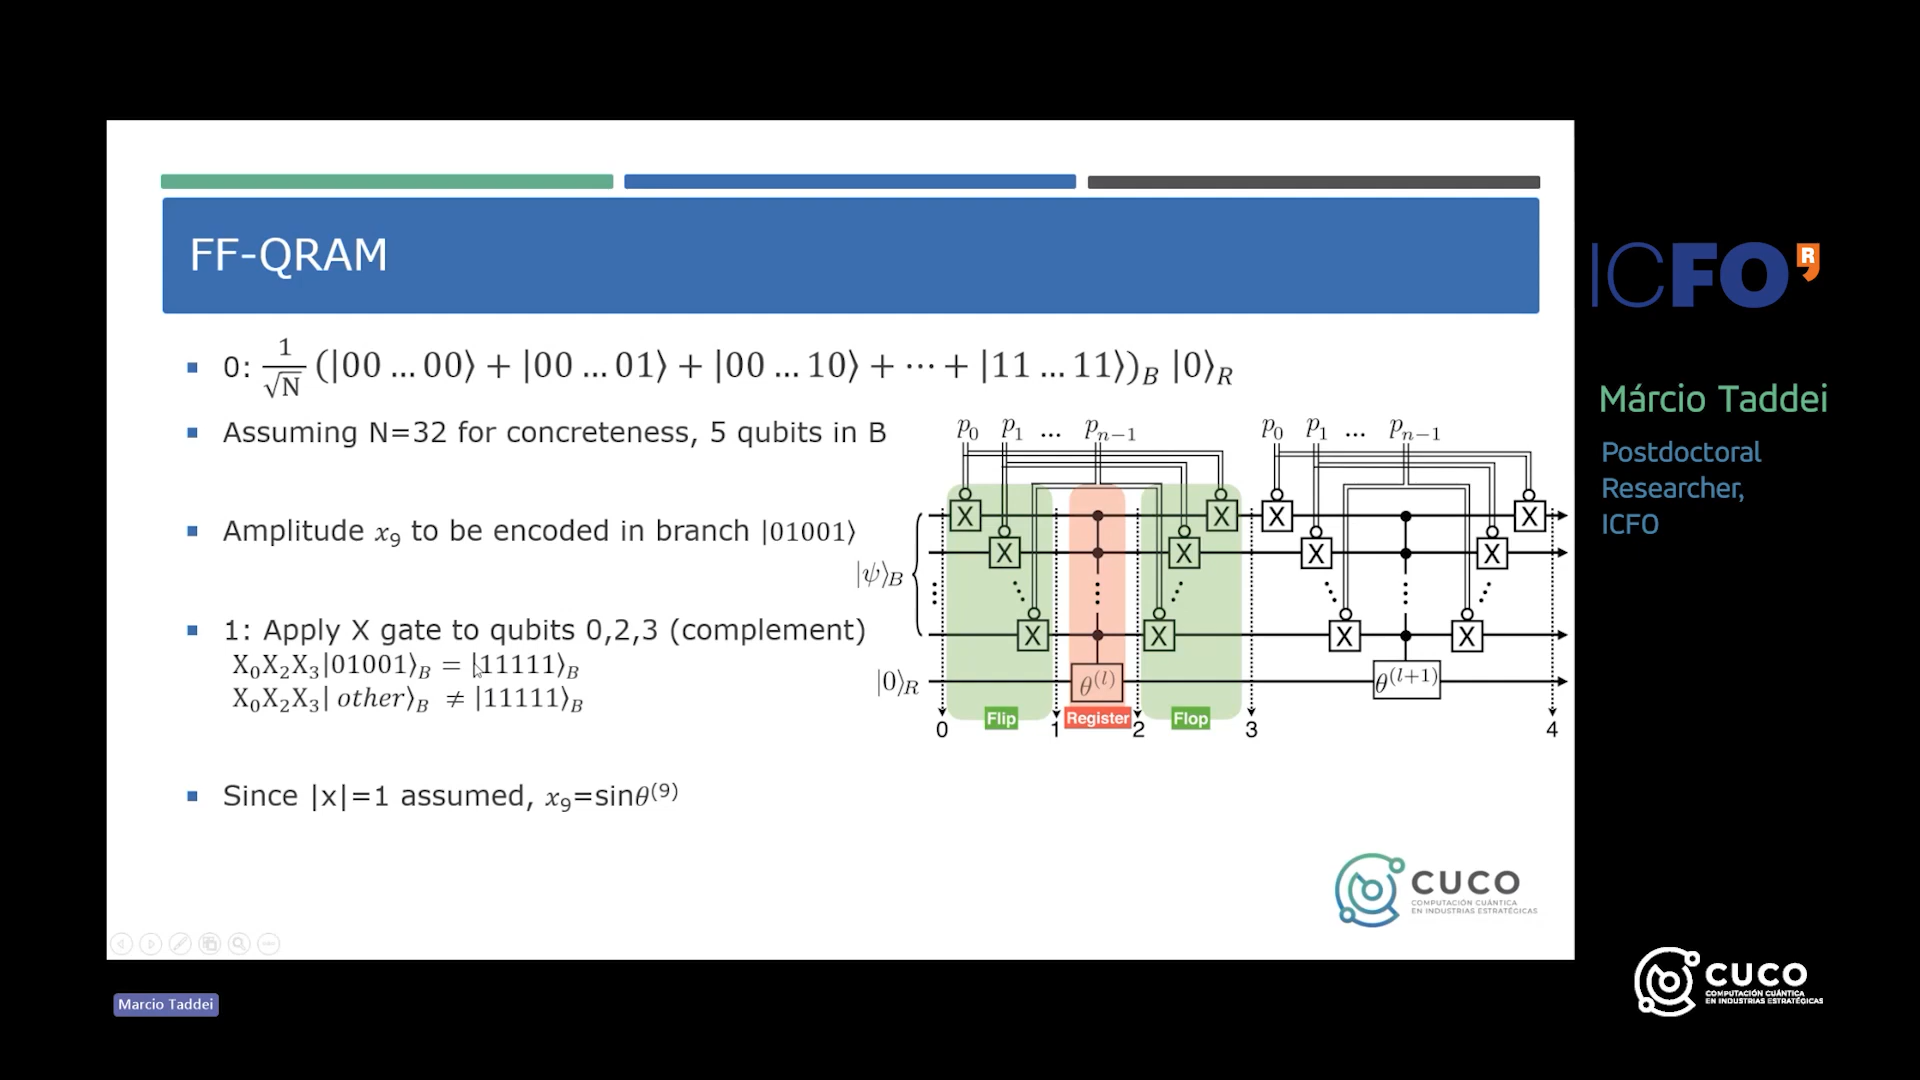 FF-QRAM
0: 1/√N (|00 … 00⟩ + |00 … 01⟩ + |00 … 10⟩ + ⋯ + |11 … 11⟩)_B |0⟩_R
Assuming N=32 for concreteness, 5 qubits in B
Amplitude x₉ to be encoded in branch |01001⟩
1: Apply X gate to qubits 0,2,3 (complement)
X₀X₂X₃|01001⟩_B = |11111⟩_B
X₀X₂X₃| other⟩_B ≠ |11111⟩_B
Since |x|=1 assumed, x₉=sinθ⁽⁹⁾
p₀ p₁ … pₙ₋₁ p₀ p₁ … pₙ₋₁
X X X X
X X X X
|ψ⟩_B
X X X X
|0⟩_R θ^(l) θ^(l+1)
Flip Register Flop
0 1 2 3 4
CUCO
COMPUTACIÓN CUÁNTICA
EN INDUSTRIAS ESTRATÉGICAS
ICFO R
Márcio Taddei
Postdoctoral
Researcher,
ICFO
Marcio Taddei
CUCO
COMPUTACIÓN CUÁNTICA
EN INDUSTRIAS ESTRATÉGICAS